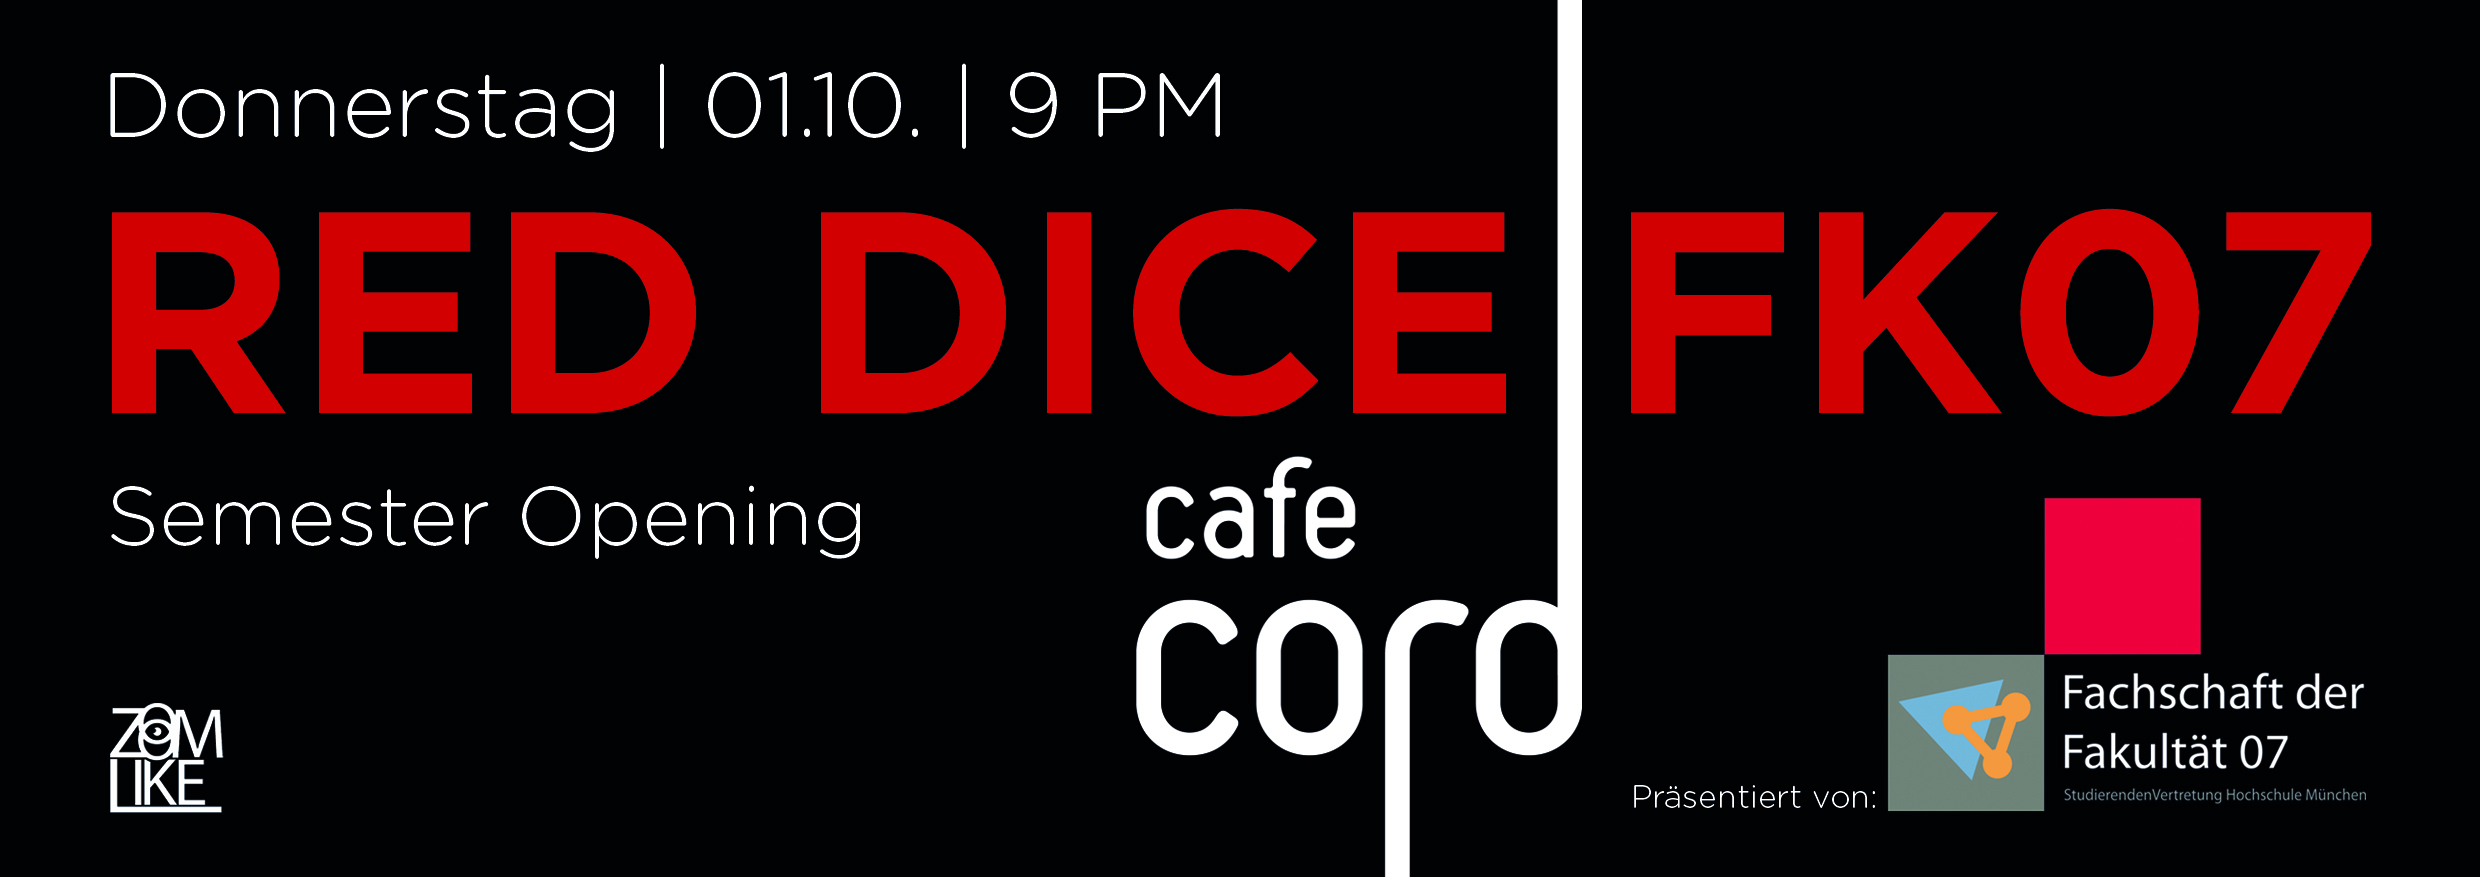 Donnerstag | 01.10. | 9 PM
RED DICE FK07
Semester Opening
cafe
cord
ZOM
LIKE
Präsentiert von:
Fachschaft der
Fakultät 07
StudierendenVertretung Hochschule München